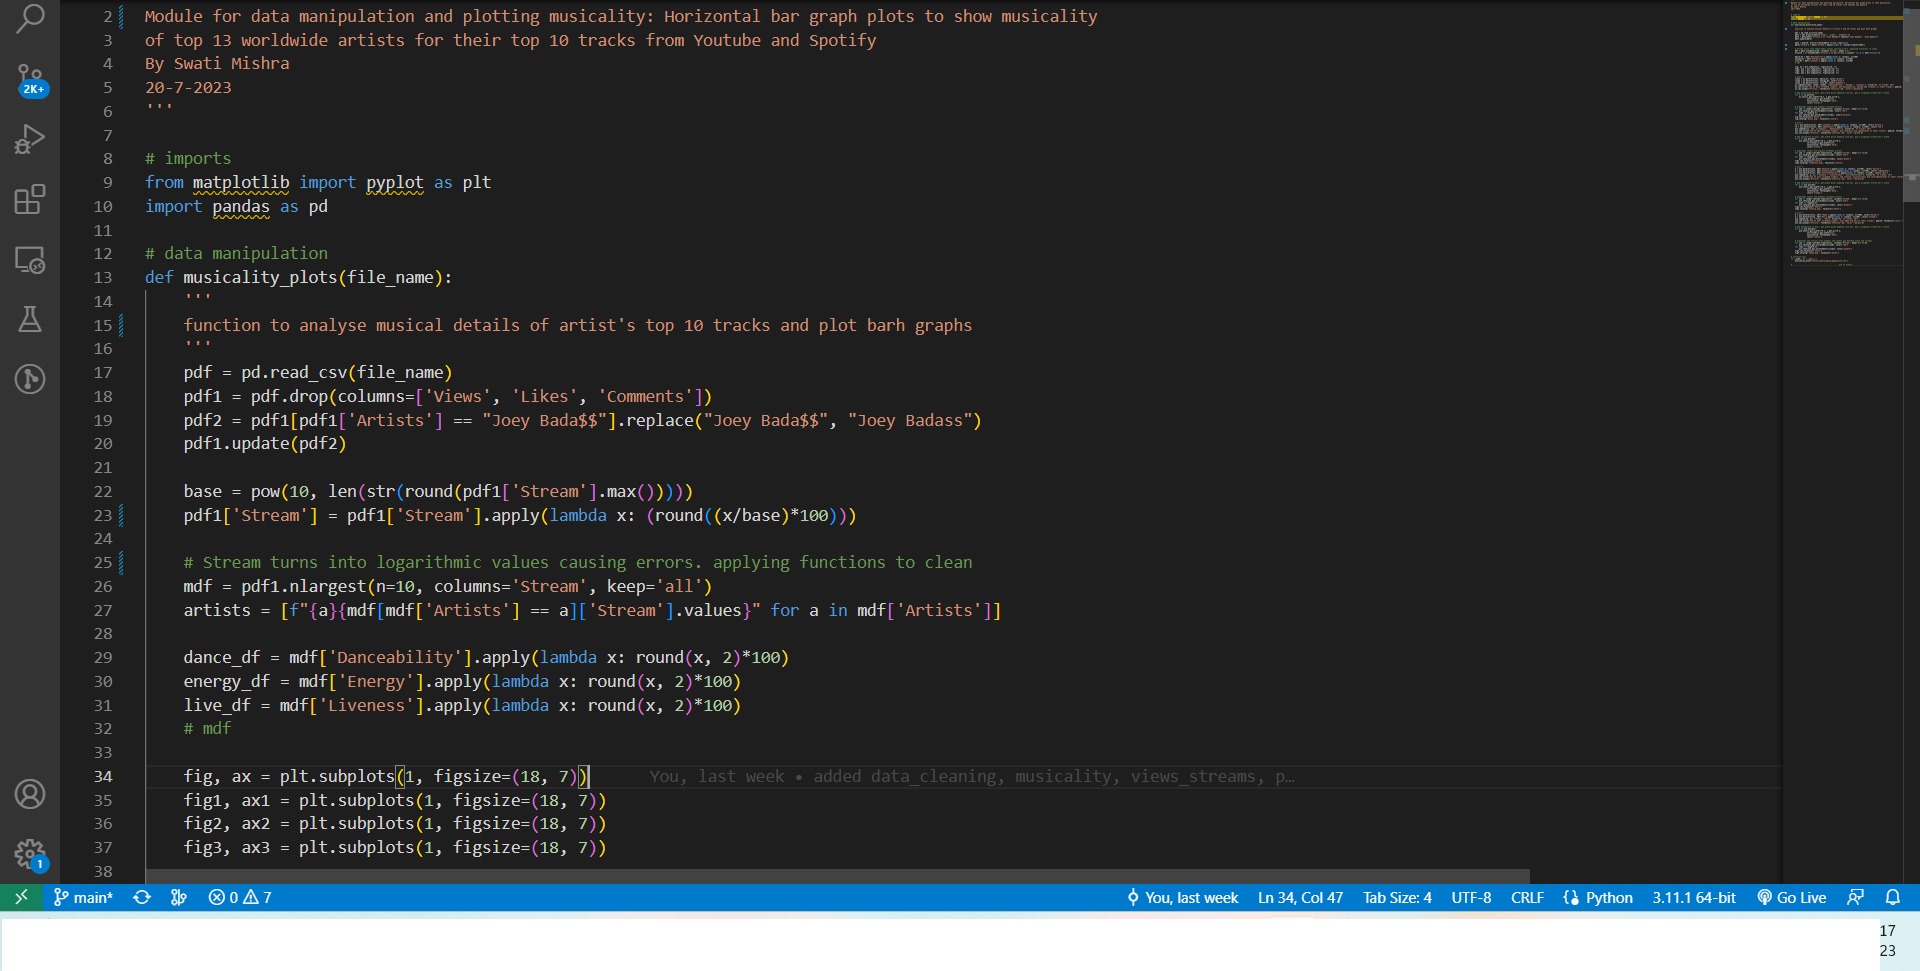 2 Module for data manipulation and plotting musicality: Horizontal bar graph plots to show musicality
3 of top 13 worldwide artists for their top 10 tracks from Youtube and Spotify
4 By Swati Mishra
5 20-7-2023
6 '''
7
8 # imports
9 from matplotlib import pyplot as plt
10 import pandas as pd
11
12 # data manipulation
13 def musicality_plots(file_name):
14     '''
15     function to analyse musical details of artist's top 10 tracks and plot barh graphs
16     '''
17     pdf = pd.read_csv(file_name)
18     pdf1 = pdf.drop(columns=['Views', 'Likes', 'Comments'])
19     pdf2 = pdf1[pdf1['Artists'] == "Joey Bada$$"].replace("Joey Bada$$", "Joey Badass")
20     pdf1.update(pdf2)
21
22     base = pow(10, len(str(round(pdf1['Stream'].max()))))
23     pdf1['Stream'] = pdf1['Stream'].apply(lambda x: (round((x/base)*100)))
24
25     # Stream turns into logarithmic values causing errors. applying functions to clean
26     mdf = pdf1.nlargest(n=10, columns='Stream', keep='all')
27     artists = [f"{a}{mdf[mdf['Artists'] == a]['Stream'].values}" for a in mdf['Artists']]
28
29     dance_df = mdf['Danceability'].apply(lambda x: round(x, 2)*100)
30     energy_df = mdf['Energy'].apply(lambda x: round(x, 2)*100)
31     live_df = mdf['Liveness'].apply(lambda x: round(x, 2)*100)
32     # mdf
33
34     fig, ax = plt.subplots(1, figsize=(18, 7)) You, last week • added data_cleaning, musicality, views_streams, p…
35     fig1, ax1 = plt.subplots(1, figsize=(18, 7))
36     fig2, ax2 = plt.subplots(1, figsize=(18, 7))
37     fig3, ax3 = plt.subplots(1, figsize=(18, 7))
38
2K+
1
main* 0 7 You, last week Ln 34, Col 47 Tab Size: 4 UTF-8 CRLF Python 3.11.1 64-bit Go Live
17
23